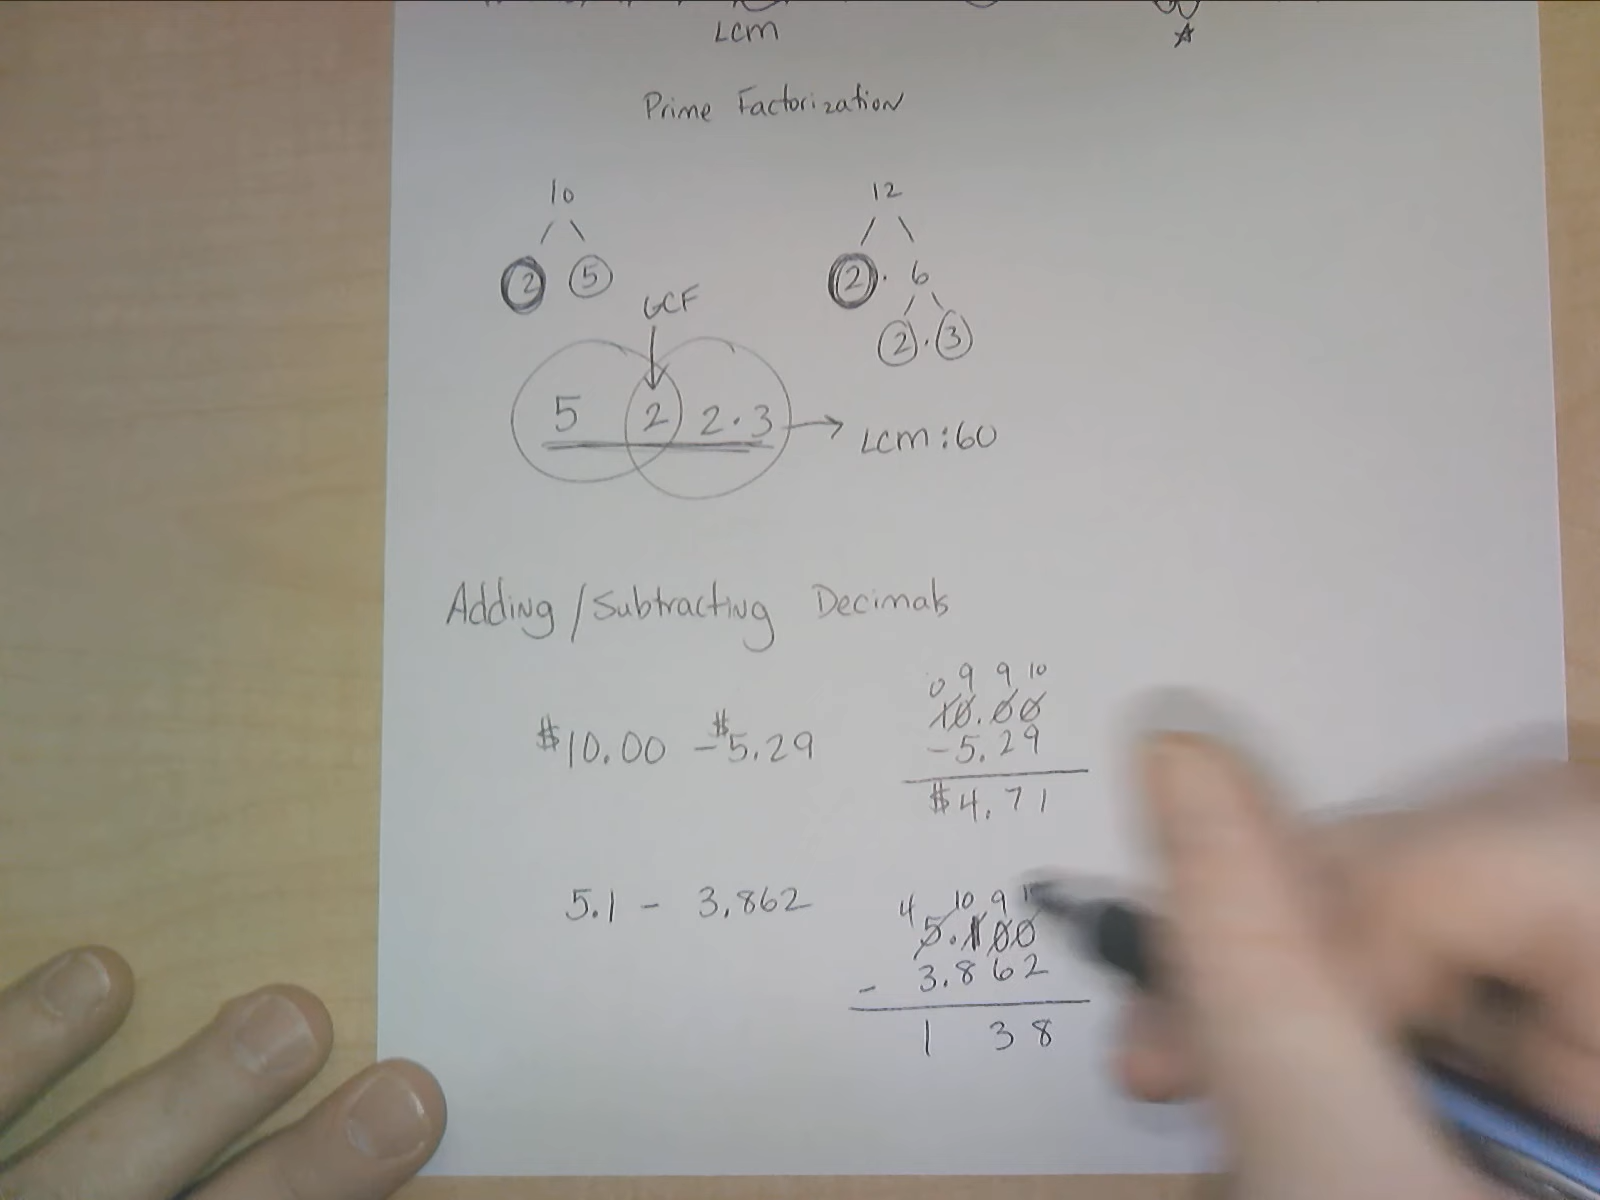 LCM
Prime Factorization
10 12
2 5 2 · 6
GCF
2 · 3
5 2 2 · 3 → LCM : 60
Adding / Subtracting Decimals
0 9 9 10
10.00
$10.00 - $5.29
- 5.29
$4.71
4 10 9
5.1 - 3.862
5.100
- 3.862
1 38